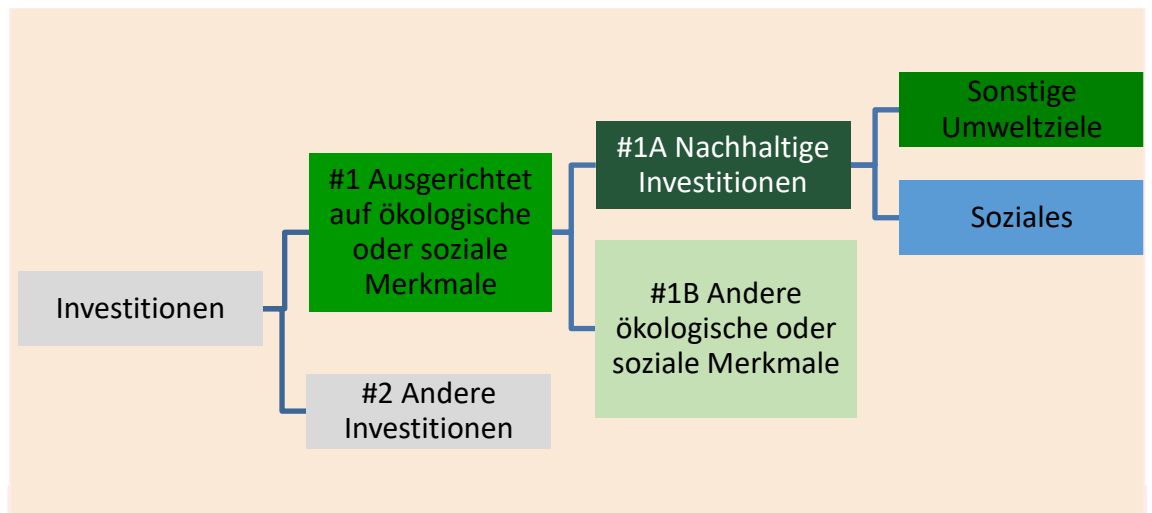 Investitionen
#1 Ausgerichtet
auf ökologische
oder soziale
Merkmale
#2 Andere
Investitionen
#1A Nachhaltige
Investitionen
#1B Andere
ökologische oder
soziale Merkmale
Sonstige
Umweltziele
Soziales